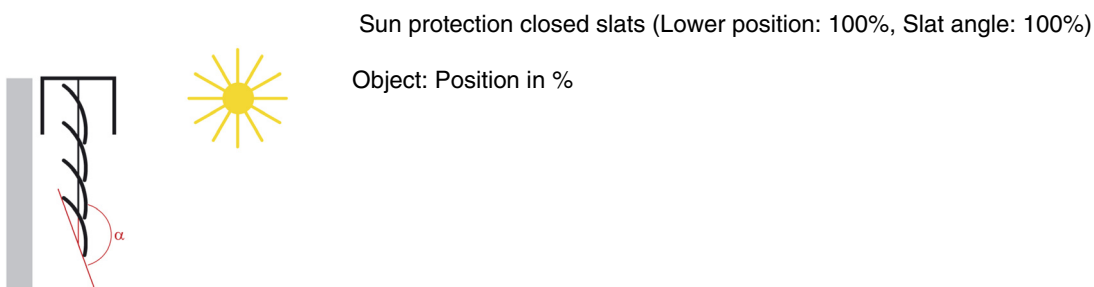 Sun protection closed slats (Lower position: 100%, Slat angle: 100%)
Object: Position in %
α